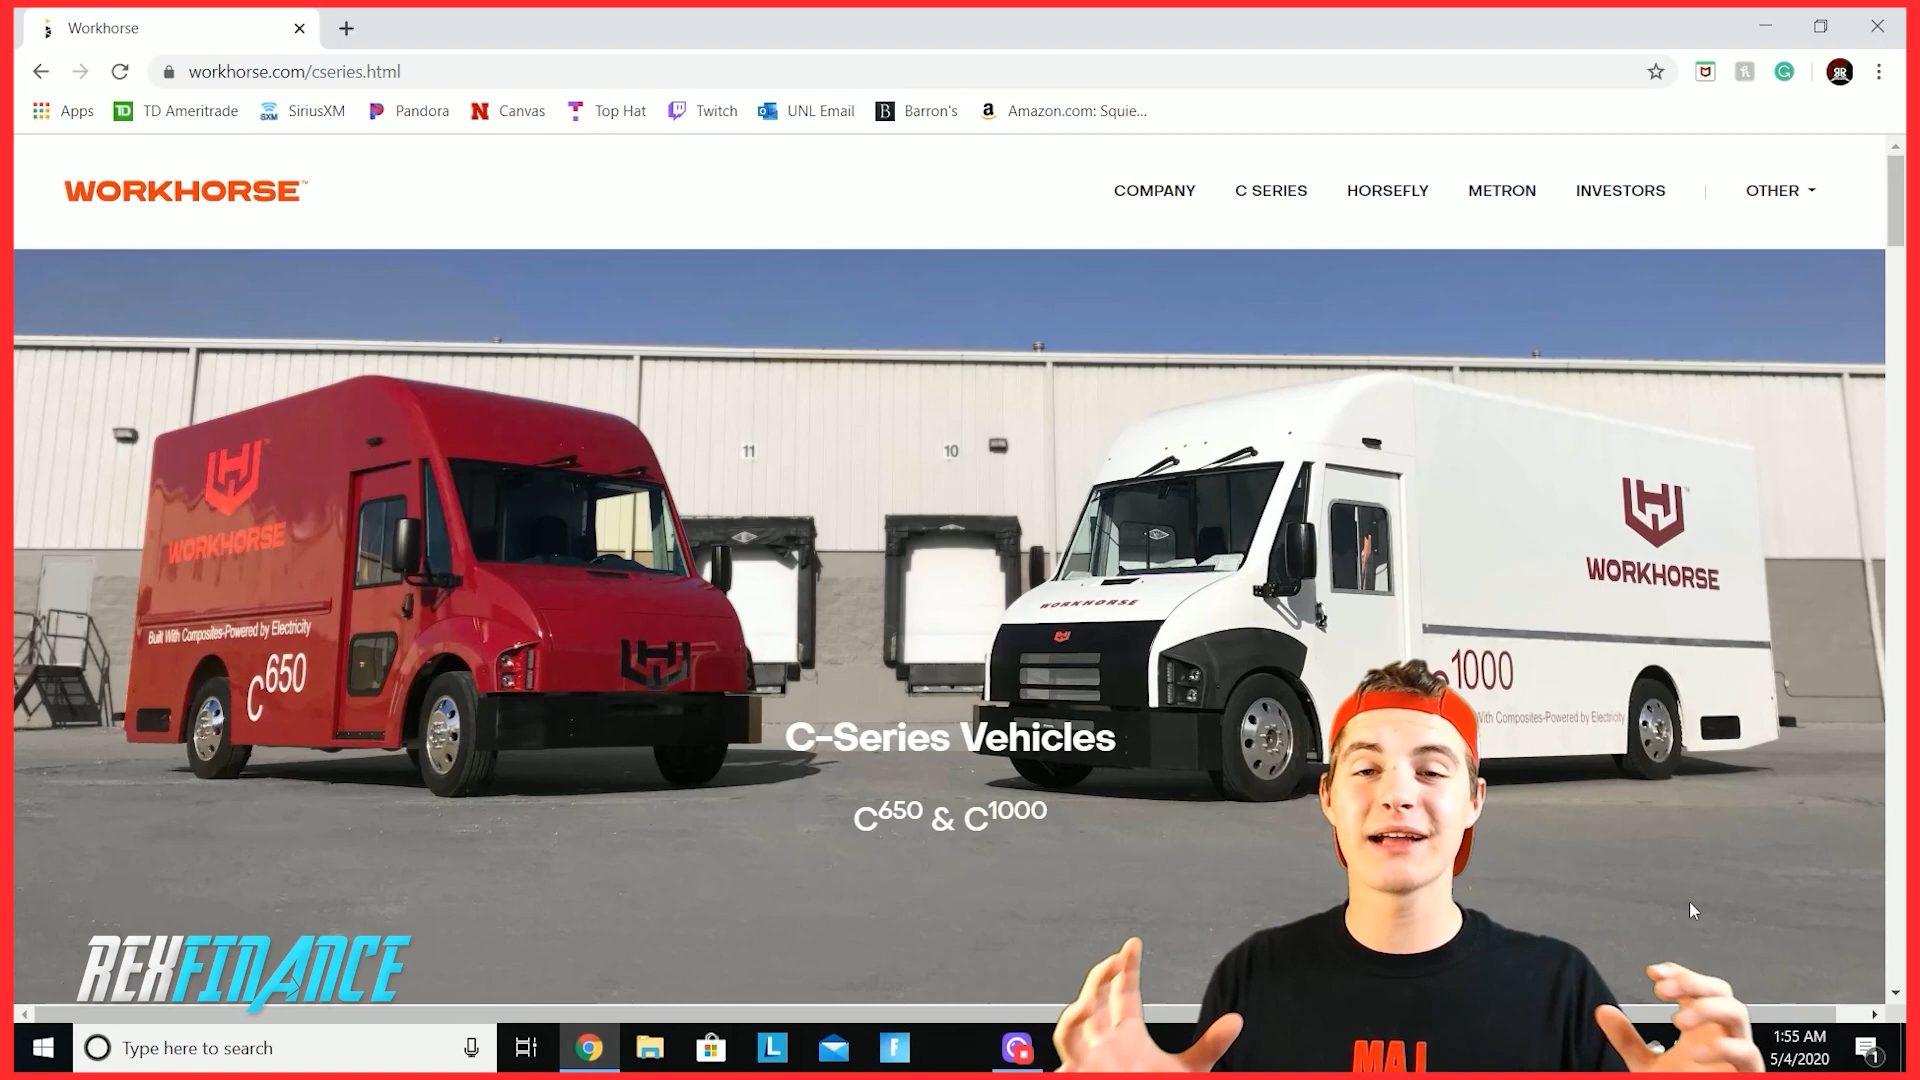 Workhorse
workhorse.com/cseries.html
Apps TD Ameritrade SiriusXM Pandora Canvas Top Hat Twitch UNL Email Barron's Amazon.com: Squie...
WORKHORSE™
COMPANY C SERIES HORSEFLY METRON INVESTORS OTHER
11
10
WORKHORSE
Built With Composites-Powered by Electricity
C650
WORKHORSE
WORKHORSE
1000
With Composites-Powered by Electricity
C-Series Vehicles
C650 & C1000
REXFINANCE
Type here to search
1:55 AM
5/4/2020
1